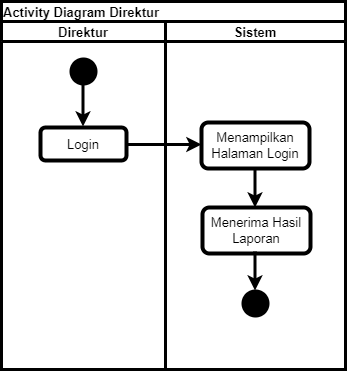 Activity Diagram Direktur
Direktur
Sistem
Login
Menampilkan
Halaman Login
Menerima Hasil
Laporan